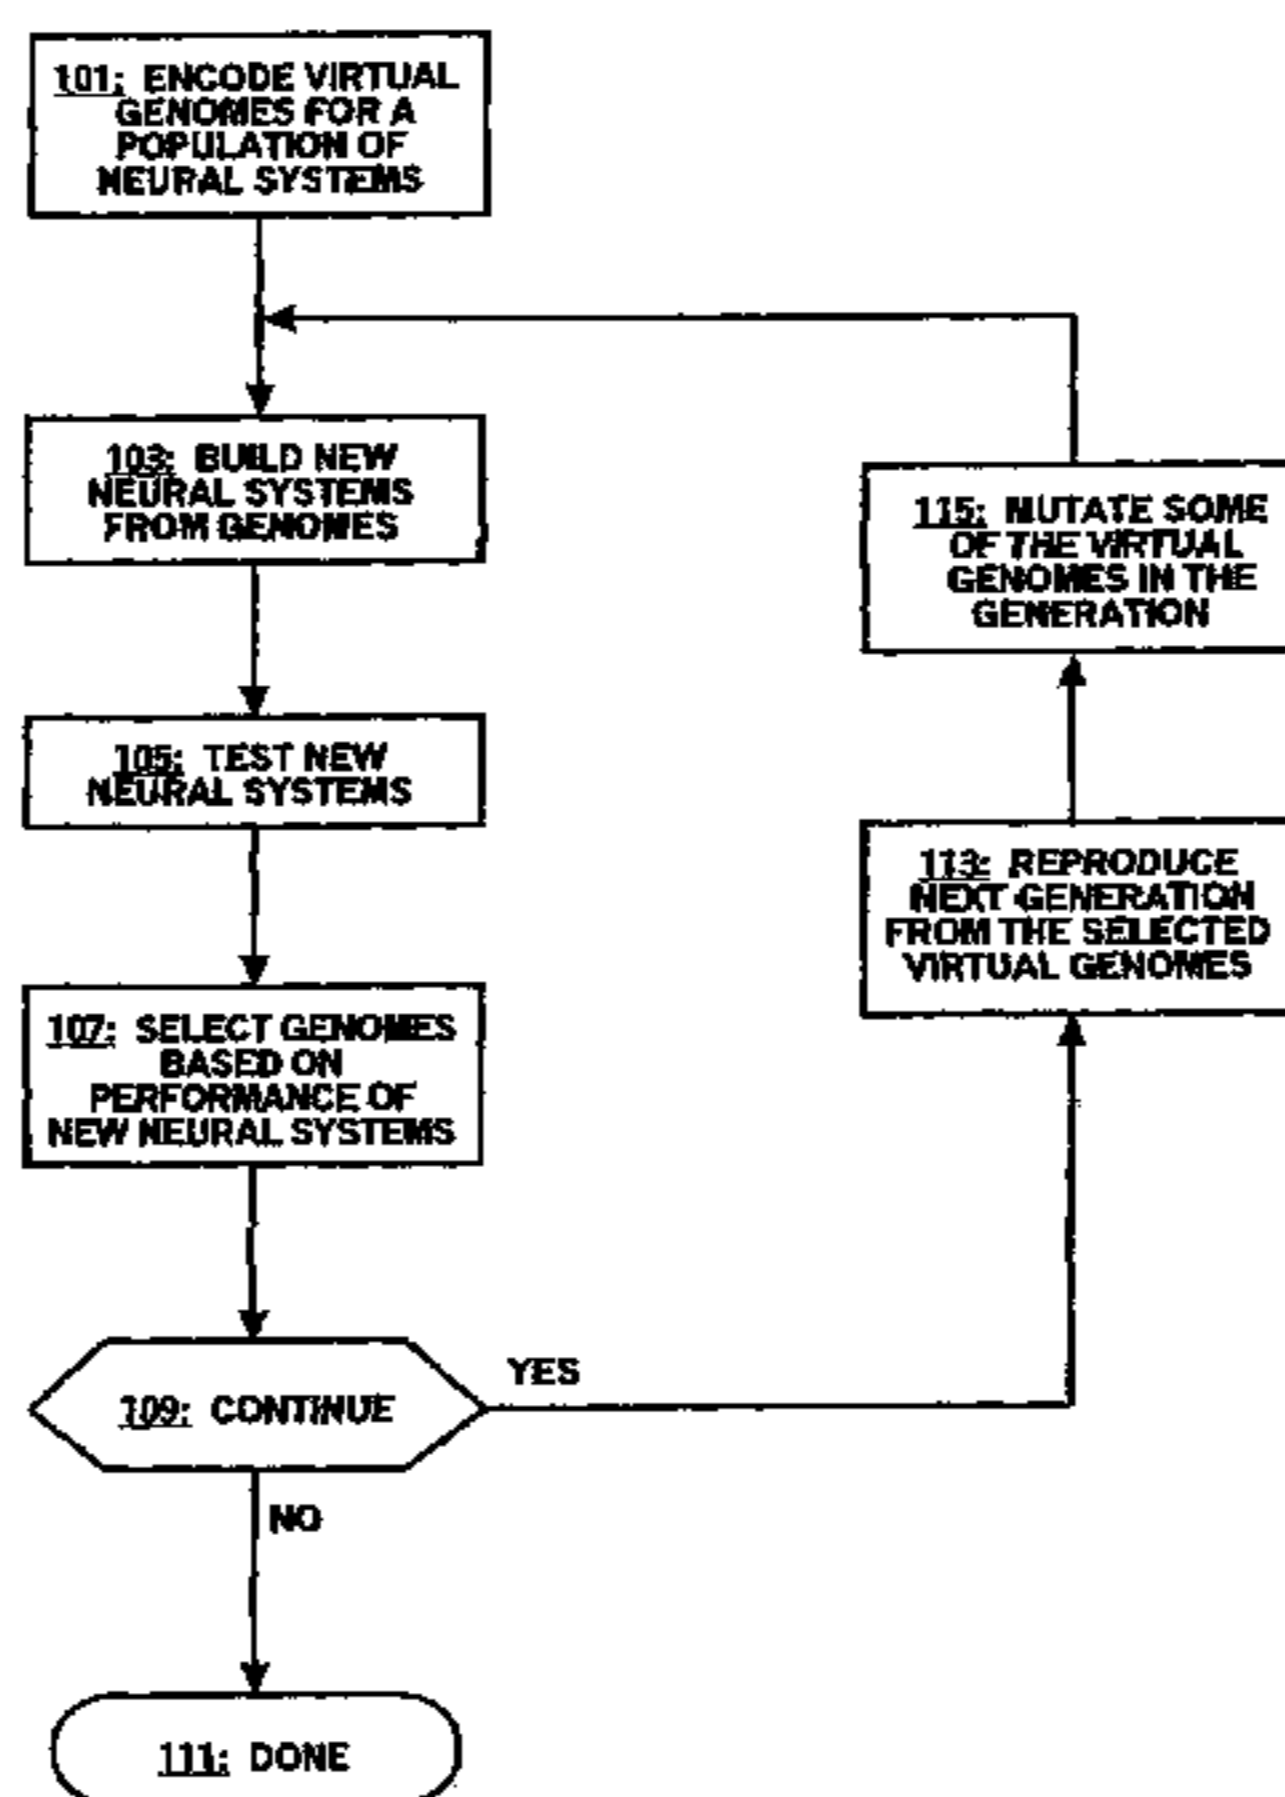 101: ENCODE VIRTUAL
GENOMES FOR A
POPULATION OF
NEURAL SYSTEMS
103: BUILD NEW
NEURAL SYSTEMS
FROM GENOMES
105: TEST NEW
NEURAL SYSTEMS
107: SELECT GENOMES
BASED ON
PERFORMANCE OF
NEW NEURAL SYSTEMS
109: CONTINUE
YES
NO
111: DONE
113: REPRODUCE
NEXT GENERATION
FROM THE SELECTED
VIRTUAL GENOMES
115: MUTATE SOME
OF THE VIRTUAL
GENOMES IN THE
GENERATION